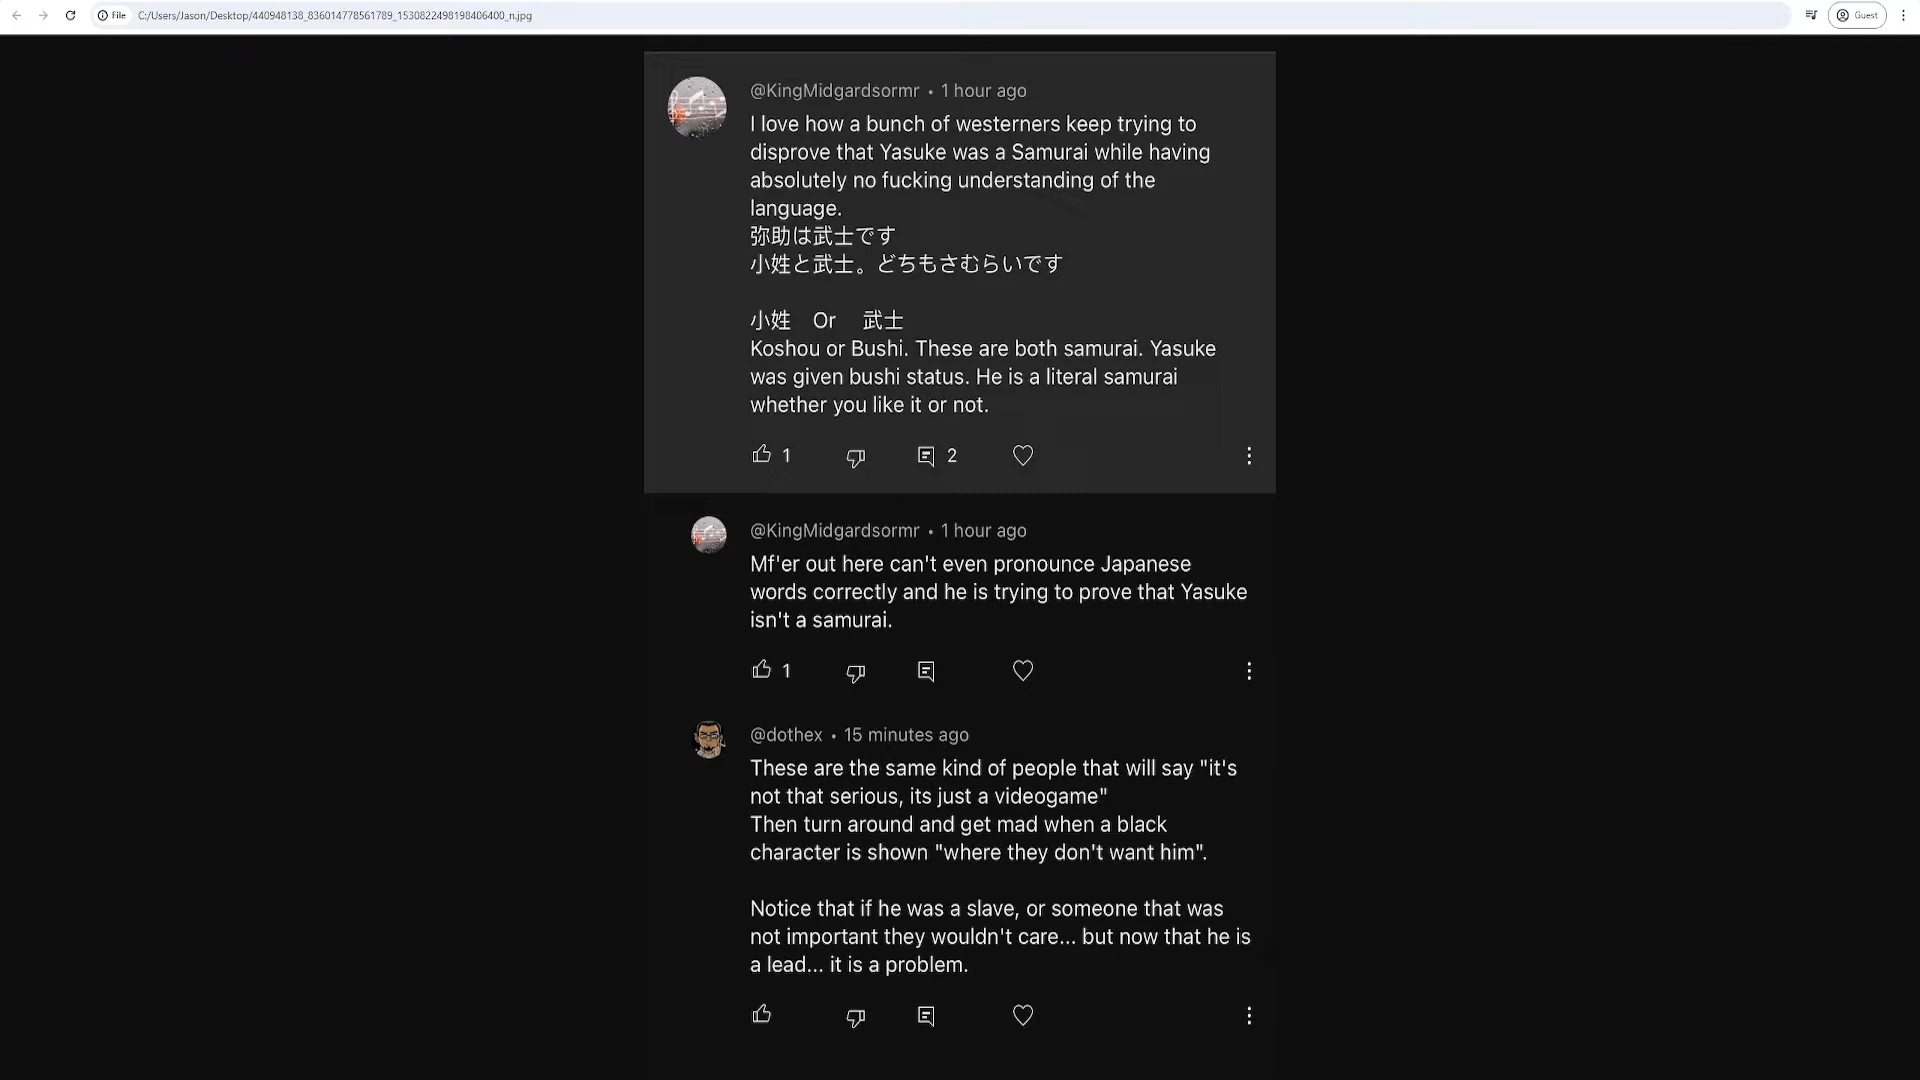 File
C:/Users/Jason/Desktop/440948138_836014778561789_1530822498198406400_n.jpg
Guest
@KingMidgardsormr • 1 hour ago
I love how a bunch of westerners keep trying to
disprove that Yasuke was a Samurai while having
absolutely no fucking understanding of the
language.
弥助は武士です
小姓と武士。どちもさむらいです
小姓 Or 武士
Koshou or Bushi. These are both samurai. Yasuke
was given bushi status. He is a literal samurai
whether you like it or not.
1
2
@KingMidgardsormr • 1 hour ago
Mf'er out here can't even pronounce Japanese
words correctly and he is trying to prove that Yasuke
isn't a samurai.
1
@dothex • 15 minutes ago
These are the same kind of people that will say "it's
not that serious, its just a videogame"
Then turn around and get mad when a black
character is shown "where they don't want him".
Notice that if he was a slave, or someone that was
not important they wouldn't care... but now that he is
a lead... it is a problem.